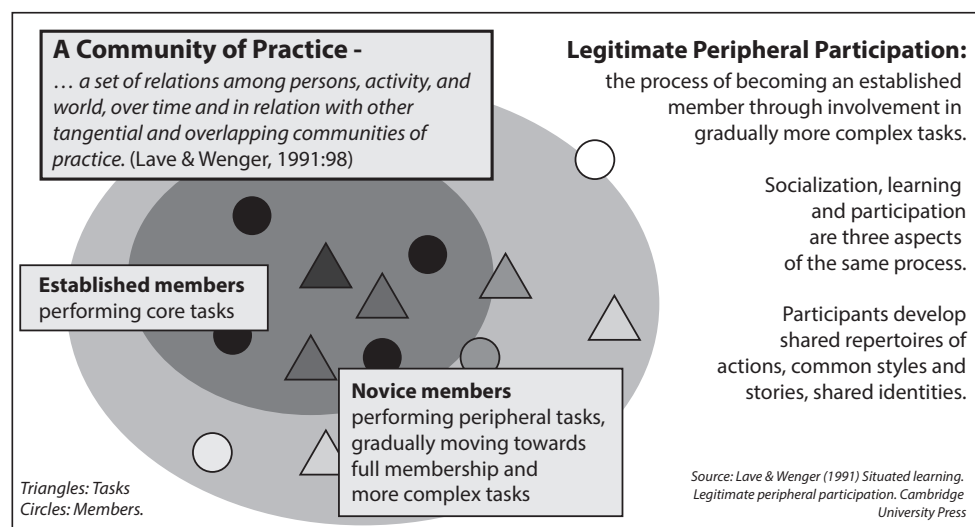 A Community of Practice -
… a set of relations among persons, activity, and
world, over time and in relation with other
tangential and overlapping communities of
practice. (Lave & Wenger, 1991:98)
Legitimate Peripheral Participation:
the process of becoming an established
member through involvement in
gradually more complex tasks.
Socialization, learning
and participation
are three aspects
of the same process.
Participants develop
shared repertoires of
actions, common styles and
stories, shared identities.
Established members
performing core tasks
Novice members
performing peripheral tasks,
gradually moving towards
full membership and
more complex tasks
Triangles: Tasks
Circles: Members.
Source: Lave & Wenger (1991) Situated learning.
Legitimate peripheral participation. Cambridge
University Press